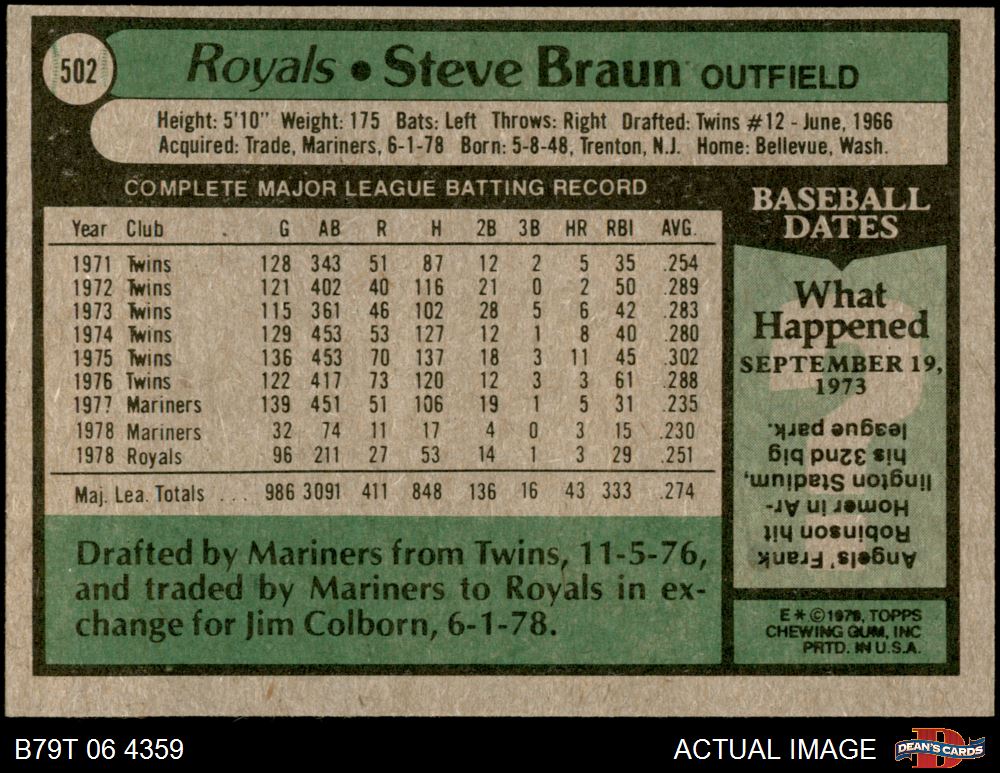 502
Royals • Steve Braun OUTFIELD
Height: 5'10" Weight: 175 Bats: Left Throws: Right Drafted: Twins #12 - June, 1966
Acquired: Trade, Mariners, 6-1-78 Born: 5-8-48, Trenton, N.J. Home: Bellevue, Wash.
COMPLETE MAJOR LEAGUE BATTING RECORD
Year Club G AB R H 2B 3B HR RBI AVG.
1971 Twins 128 343 51 87 12 2 5 35 .254
1972 Twins 121 402 40 116 21 0 2 50 .289
1973 Twins 115 361 46 102 28 5 6 42 .283
1974 Twins 129 453 53 127 12 1 8 40 .280
1975 Twins 136 453 70 137 18 3 11 45 .302
1976 Twins 122 417 73 120 12 3 3 61 .288
1977 Mariners 139 451 51 106 19 1 5 31 .235
1978 Mariners 32 74 11 17 4 0 3 15 .230
1978 Royals 96 211 27 53 14 1 3 29 .251
Maj. Lea. Totals ... 986 3091 411 848 136 16 43 333 .274
Drafted by Mariners from Twins, 11-5-76,
and traded by Mariners to Royals in ex-
change for Jim Colborn, 6-1-78.
BASEBALL
DATES
What
Happened
SEPTEMBER 19,
1973
Angels' Frank
Robinson hit
Homer in Ar-
lington Stadium,
his 32nd big
league park.
E * © 1979, TOPPS
CHEWING GUM, INC
PRTD. IN U.S.A.
B79T 06 4359
ACTUAL IMAGE
DEAN'S CARDS